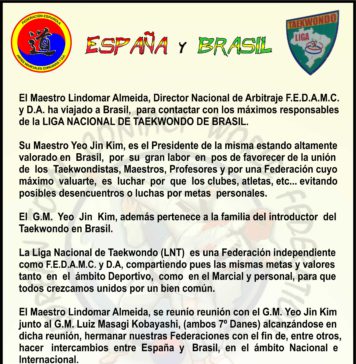 ESPAÑA Y BRASIL
TAEKWONDO
LIGA
El Maestro Lindomar Almeida, Director Nacional de Arbitraje F.E.D.A.M.C.
y D.A. ha viajado a Brasil, para contactar con los máximos responsables
de la LIGA NACIONAL DE TAEKWONDO DE BRASIL.
Su Maestro Yeo Jin Kim, es el Presidente de la misma estando altamente
valorado en Brasil, por su gran labor en pos de favorecer de la unión
de los Taekwondistas, Maestros, Profesores y por una Federación cuyo
máximo valuarte, es luchar por que los clubes, atletas, etc... evitando
posibles desencuentros o luchas por metas personales.
El G.M. Yeo Jin Kim, además pertenece a la familia del introductor del
Taekwondo en Brasil.
La Liga Nacional de Taekwondo (LNT) es una Federación independiente
como F.E.D.A.M.C. y D.A, compartiendo pues las mismas metas y valores
tanto en el ámbito Deportivo, como en el Marcial y personal, para que
todos crezcamos unidos por un bien común.
El Maestro Lindomar Almeida, se reunío reunión con el G.M. Yeo Jin Kim
junto al G.M. Luiz Masagi Kobayashi, (ambos 7º Danes) alcanzándose en
dicha reunión, hermanar nuestras Federaciones con el fin de, entre otros,
hacer intercambios entre España y Brasil, en el ámbito Nacional e
Internacional.